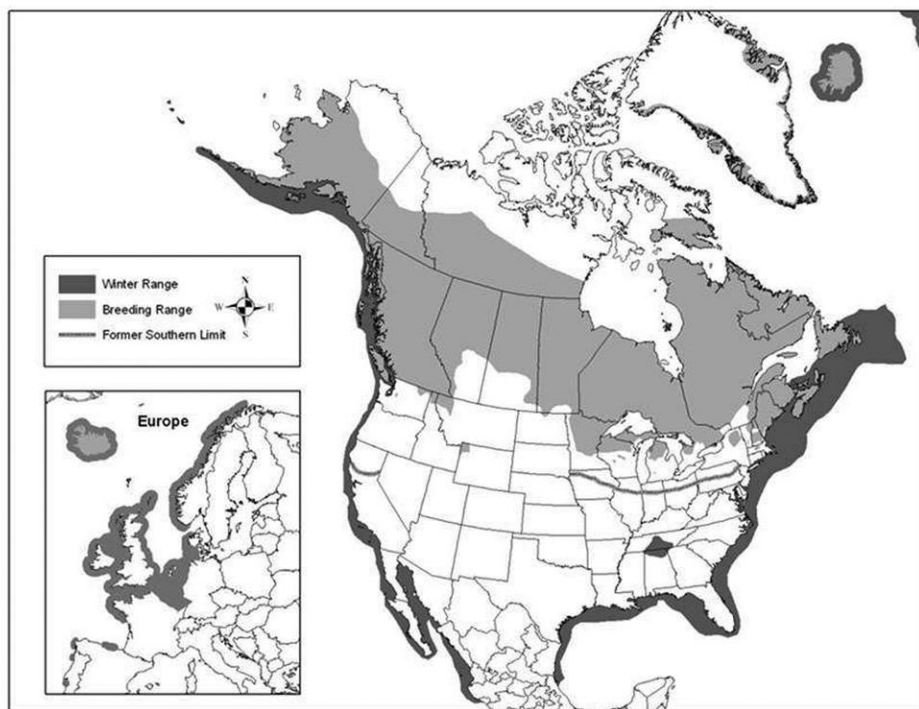 Winter Range
Breeding Range
Former Southern Limit
N
W E
S
Europe